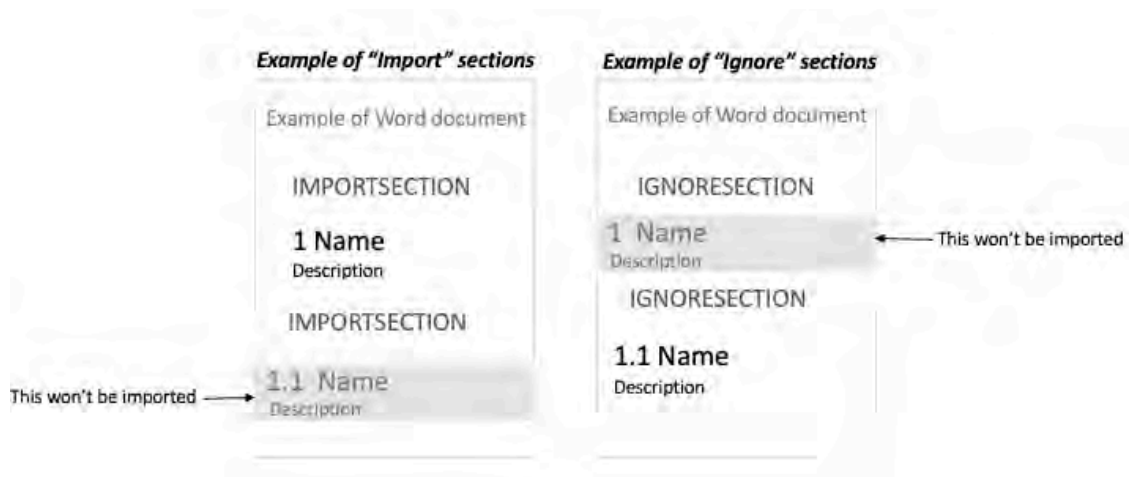 Example of "Import" sections
Example of Word document
IMPORTSECTION
1 Name
Description
IMPORTSECTION
1.1 Name
Description
This won't be imported
Example of "Ignore" sections
Example of Word document
IGNORESECTION
1 Name
Description
This won't be imported
IGNORESECTION
1.1 Name
Description